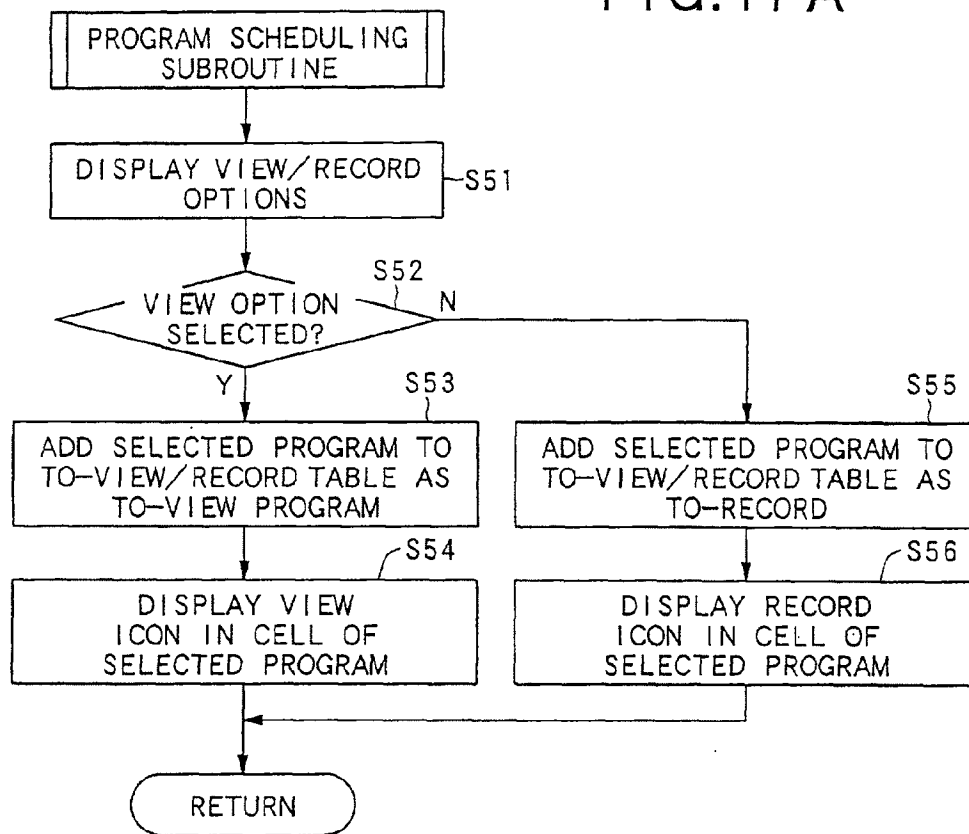 PROGRAM SCHEDULING
SUBROUTINE
DISPLAY VIEW/RECORD
OPTIONS
S51
S52
VIEW OPTION
SELECTED?
N
Y
S53
ADD SELECTED PROGRAM TO
TO-VIEW/RECORD TABLE AS
TO-VIEW PROGRAM
S55
ADD SELECTED PROGRAM TO
TO-VIEW/RECORD TABLE AS
TO-RECORD
S54
DISPLAY VIEW
ICON IN CELL OF
SELECTED PROGRAM
S56
DISPLAY RECORD
ICON IN CELL OF
SELECTED PROGRAM
RETURN